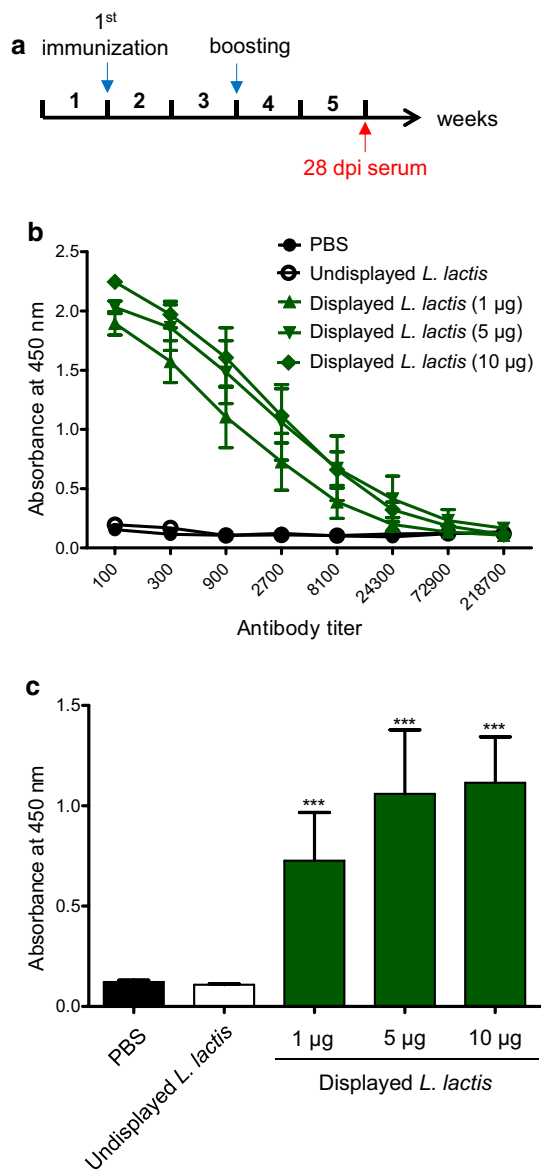 a
1st
immunization
boosting
1 2 3 4 5
weeks
28 dpi serum
b
PBS
Undisplayed L. lactis
Displayed L. lactis (1 µg)
Displayed L. lactis (5 µg)
Displayed L. lactis (10 µg)
Absorbance at 450 nm
2.5
2.0
1.5
1.0
0.5
0.0
100 300 900 2700 8100 24300 72900 218700
Antibody titer
c
Absorbance at 450 nm
1.5
1.0
0.5
0.0
*** *** ***
PBS
Undisplayed L. lactis
1 µg 5 µg 10 µg
Displayed L. lactis